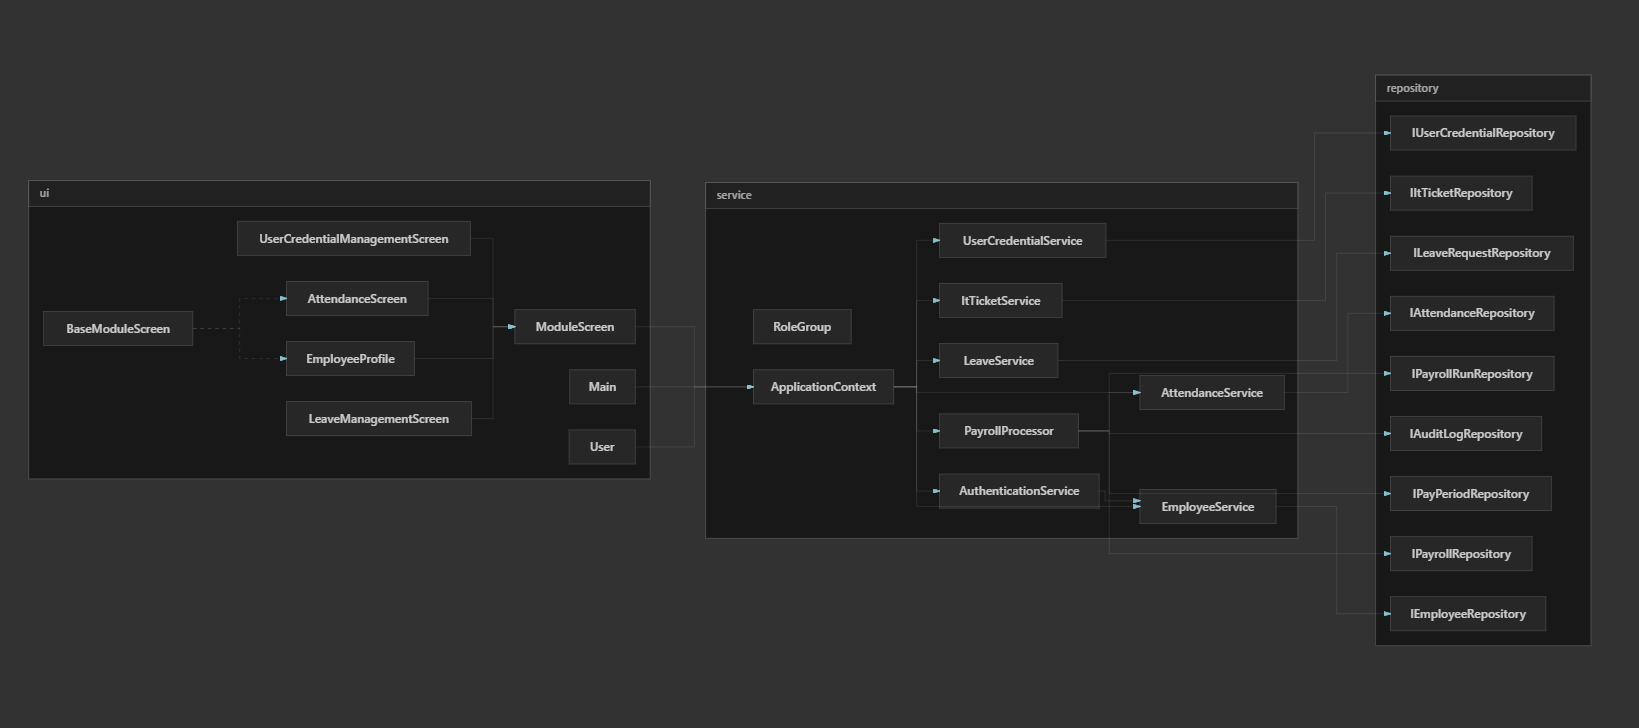 ui
UserCredentialManagementScreen
AttendanceScreen
BaseModuleScreen
EmployeeProfile
LeaveManagementScreen
ModuleScreen
Main
User
service
RoleGroup
ApplicationContext
UserCredentialService
ItTicketService
LeaveService
AttendanceService
PayrollProcessor
AuthenticationService
EmployeeService
repository
IUserCredentialRepository
IItTicketRepository
ILeaveRequestRepository
IAttendanceRepository
IPayrollRunRepository
IAuditLogRepository
IPayPeriodRepository
IPayrollRepository
IEmployeeRepository